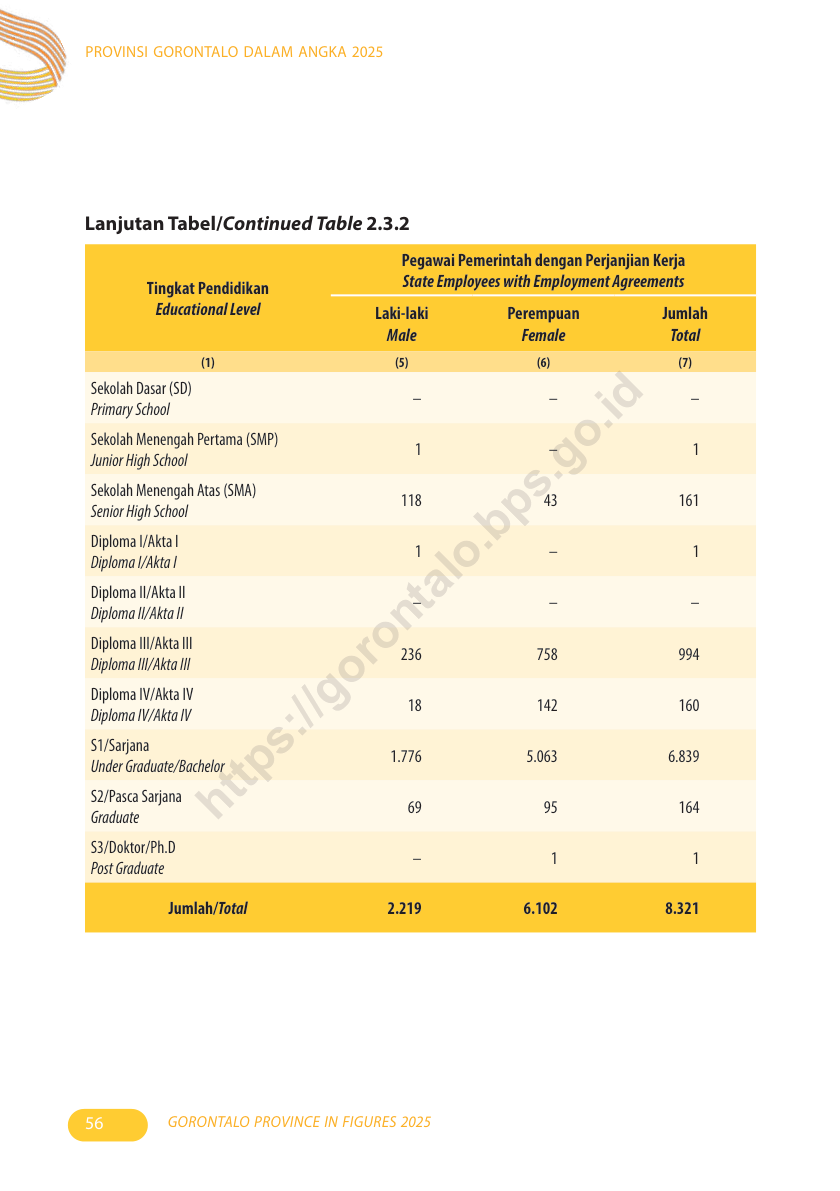 PROVINSI GORONTALO DALAM ANGKA 2025
Lanjutan Tabel/Continued Table 2.3.2
Tingkat Pendidikan
Educational Level
Pegawai Pemerintah dengan Perjanjian Kerja
State Employees with Employment Agreements
Laki-laki Perempuan Jumlah
Male Female Total
(1) (5) (6) (7)
Sekolah Dasar (SD)
Primary School
– – –
Sekolah Menengah Pertama (SMP)
Junior High School
1 – 1
Sekolah Menengah Atas (SMA)
Senior High School
118 43 161
Diploma I/Akta I
Diploma I/Akta I
1 – 1
Diploma II/Akta II
Diploma II/Akta II
– – –
Diploma III/Akta III
Diploma III/Akta III
236 758 994
Diploma IV/Akta IV
Diploma IV/Akta IV
18 142 160
S1/Sarjana
Under Graduate/Bachelor
1.776 5.063 6.839
S2/Pasca Sarjana
Graduate
69 95 164
S3/Doktor/Ph.D
Post Graduate
– 1 1
Jumlah/Total 2.219 6.102 8.321
https://gorontalo.bps.go.id
56 GORONTALO PROVINCE IN FIGURES 2025